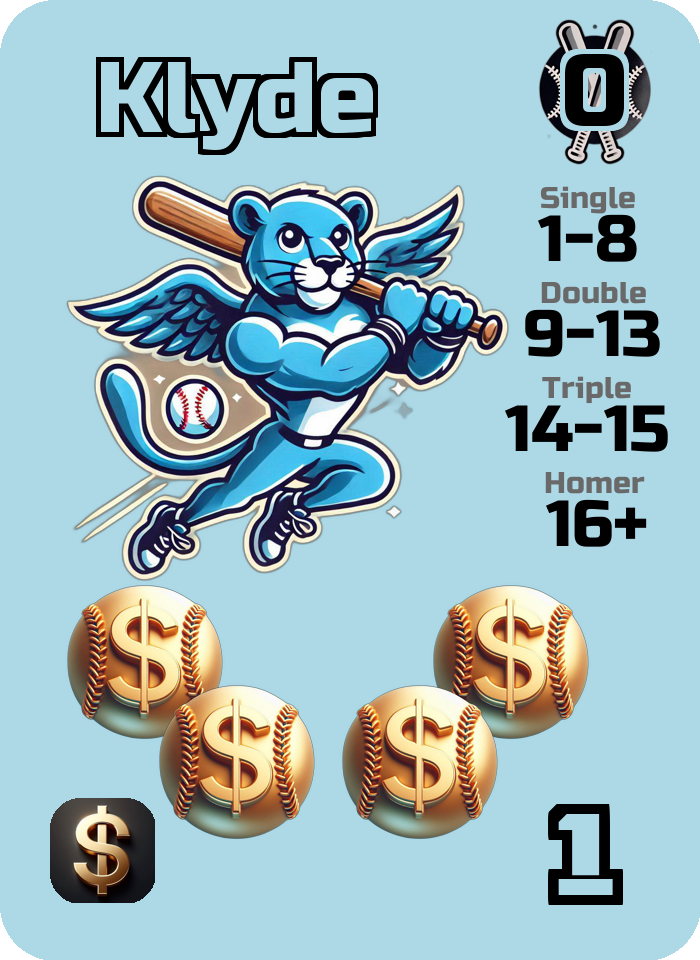 Klyde
0
Single
1-8
Double
9-13
Triple
14-15
Homer
16+
$ $
$ $
$
1